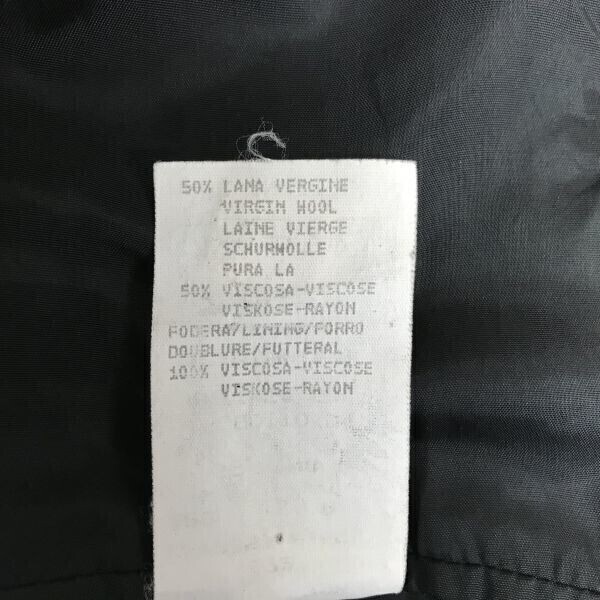 50% LANA VERGINE
VIRGIN WOOL
LAINE VIERGE
SCHURWOLLE
PURA LA
50% VISCOSA-VISCOSE
VISKOSE-RAYON
FODERA/LINING/FORRO
DOUBLURE/FUTTERAL
100% VISCOSA-VISCOSE
VISKOSE-RAYON